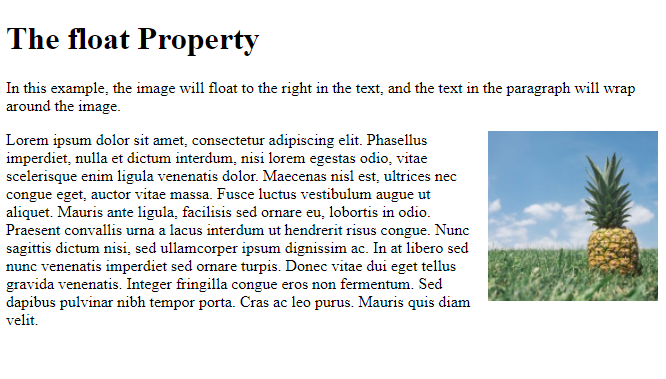 The float Property
In this example, the image will float to the right in the text, and the text in the paragraph will wrap
around the image.
Lorem ipsum dolor sit amet, consectetur adipiscing elit. Phasellus
imperdiet, nulla et dictum interdum, nisi lorem egestas odio, vitae
scelerisque enim ligula venenatis dolor. Maecenas nisl est, ultrices nec
congue eget, auctor vitae massa. Fusce luctus vestibulum augue ut
aliquet. Mauris ante ligula, facilisis sed ornare eu, lobortis in odio.
Praesent convallis urna a lacus interdum ut hendrerit risus congue. Nunc
sagittis dictum nisi, sed ullamcorper ipsum dignissim ac. In at libero sed
nunc venenatis imperdiet sed ornare turpis. Donec vitae dui eget tellus
gravida venenatis. Integer fringilla congue eros non fermentum. Sed
dapibus pulvinar nibh tempor porta. Cras ac leo purus. Mauris quis diam
velit.